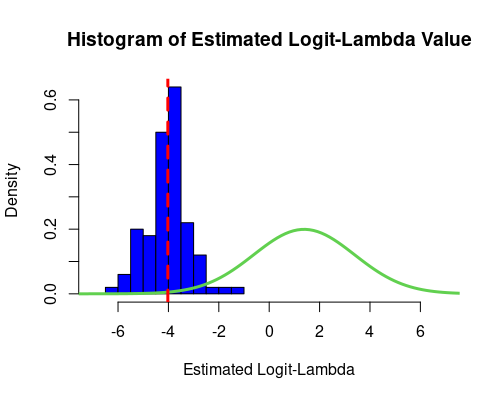 Histogram of Estimated Logit-Lambda Value
Density
0.6
0.4
0.2
0.0
-6 -4 -2 0 2 4 6
Estimated Logit-Lambda